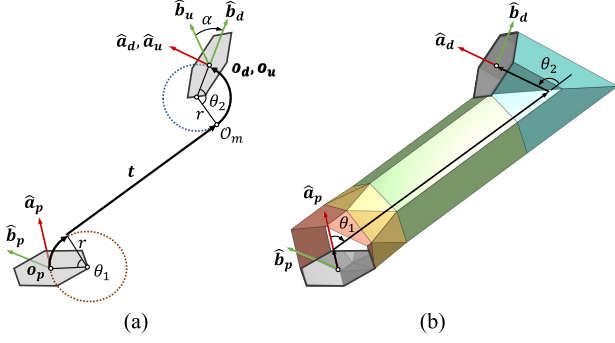 b̂_u b̂_d
α
â_d, â_u
o_d, o_u
θ_2
r
O_m
t
â_p
b̂_p
r
o_p
θ_1
(a)
b̂_d
â_d
θ_2
â_p
θ_1
b̂_p
(b)